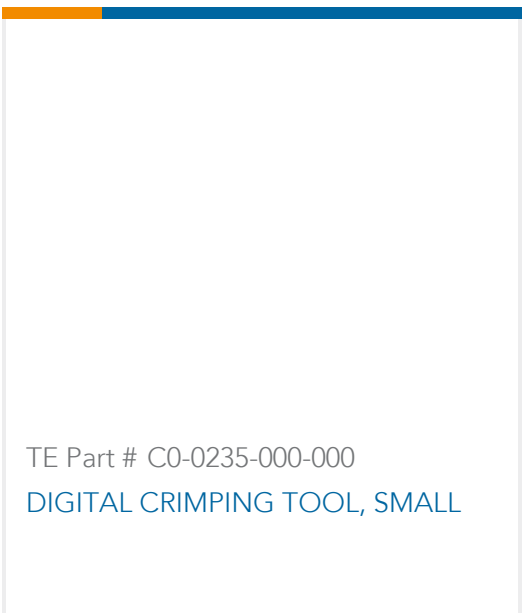 TE Part # C0-0235-000-000
DIGITAL CRIMPING TOOL, SMALL